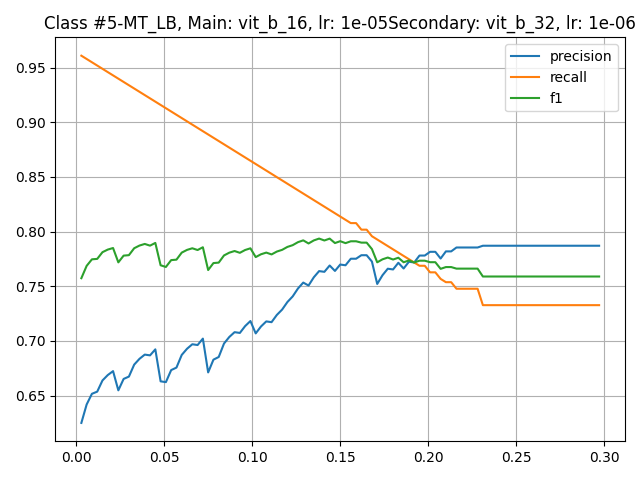 Class #5-MT_LB, Main: vit_b_16, lr: 1e-05Secondary: vit_b_32, lr: 1e-06
precision
recall
f1
0.95
0.90
0.85
0.80
0.75
0.70
0.65
0.00 0.05 0.10 0.15 0.20 0.25 0.30